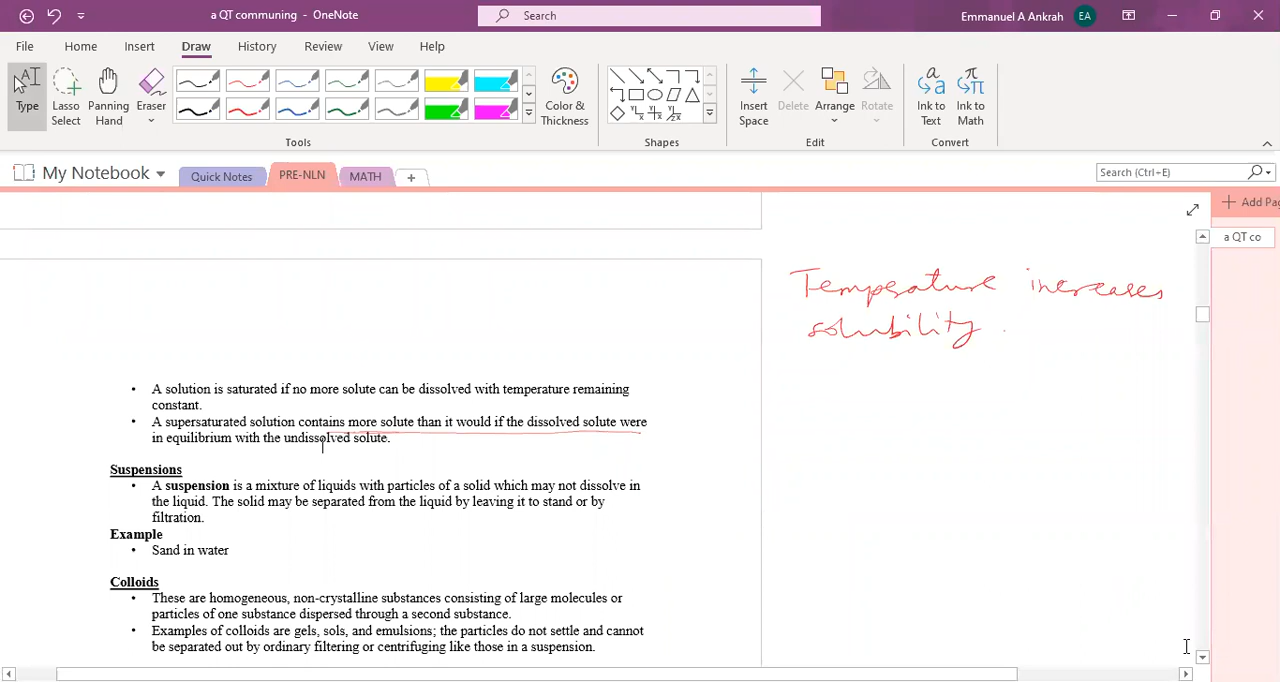 a QT communing - OneNote
Search
Emmanuel A Ankrah
EA
File Home Insert Draw History Review View Help
Type
Lasso Select
Panning Hand
Eraser
Color & Thickness
Insert Space
Delete
Arrange
Rotate
Ink to Text
Ink to Math
Tools
Shapes
Edit
Convert
My Notebook
Quick Notes
PRE-NLN
MATH
Search (Ctrl+E)
Add Pag
a QT co
Temperature increases
solubility.
• A solution is saturated if no more solute can be dissolved with temperature remaining
constant.
• A supersaturated solution contains more solute than it would if the dissolved solute were
in equilibrium with the undissolved solute.
Suspensions
• A suspension is a mixture of liquids with particles of a solid which may not dissolve in
the liquid. The solid may be separated from the liquid by leaving it to stand or by
filtration.
Example
• Sand in water
Colloids
• These are homogeneous, non-crystalline substances consisting of large molecules or
particles of one substance dispersed through a second substance.
• Examples of colloids are gels, sols, and emulsions; the particles do not settle and cannot
be separated out by ordinary filtering or centrifuging like those in a suspension.